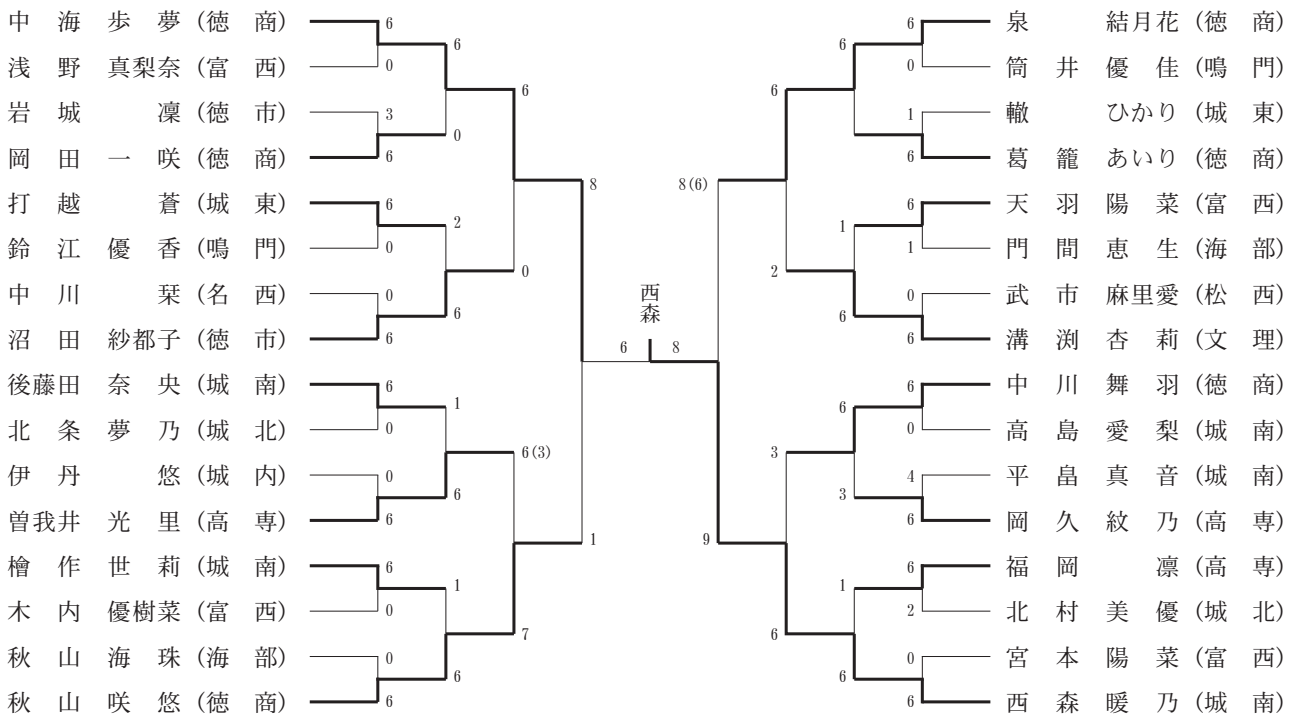 中海歩夢(徳商)
浅野真梨奈(富西)
岩城凜(徳市)
岡田一咲(徳商)
打越蒼(城東)
鈴江優香(鳴門)
中川栞(名西)
沼田紗都子(徳市)
後藤田奈央(城南)
北条夢乃(城北)
伊丹悠(城内)
曽我井光里(高専)
檜作世莉(城南)
木内優樹菜(富西)
秋山海珠(海部)
秋山咲悠(徳商)
6
0
3
6
6
0
0
6
6
0
0
6
6
0
0
6
6
0
2
6
1
6
1
6
6
0
6(3)
7
8
1
6
西森
8
8(6)
9
6
2
3
6
6
1
1
6
6
3
1
6
6
0
1
6
6
1
0
6
6
0
4
6
6
2
0
6
泉結月花(徳商)
筒井優佳(鳴門)
轍ひかり(城東)
葛籠あいり(徳商)
天羽陽菜(富西)
門間恵生(海部)
武市麻里愛(松西)
溝渕杏莉(文理)
中川舞羽(徳商)
高島愛梨(城南)
平畠真音(城南)
岡久紋乃(高専)
福岡凛(高専)
北村美優(城北)
宮本陽菜(富西)
西森暖乃(城南)